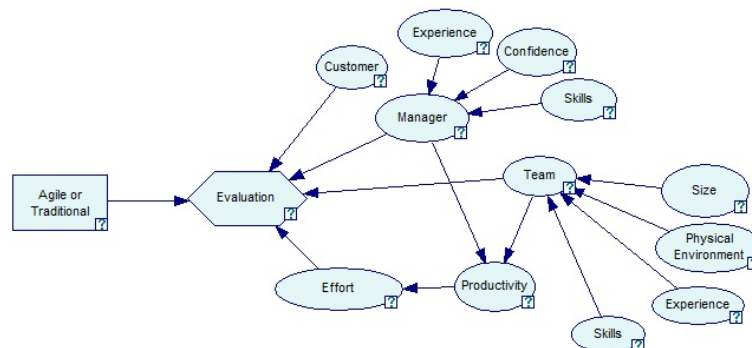 Experience
Confidence
Customer
Skills
Manager
Agile or
Traditional
Evaluation
Team
Size
Physical
Environment
Effort
Productivity
Experience
Skills